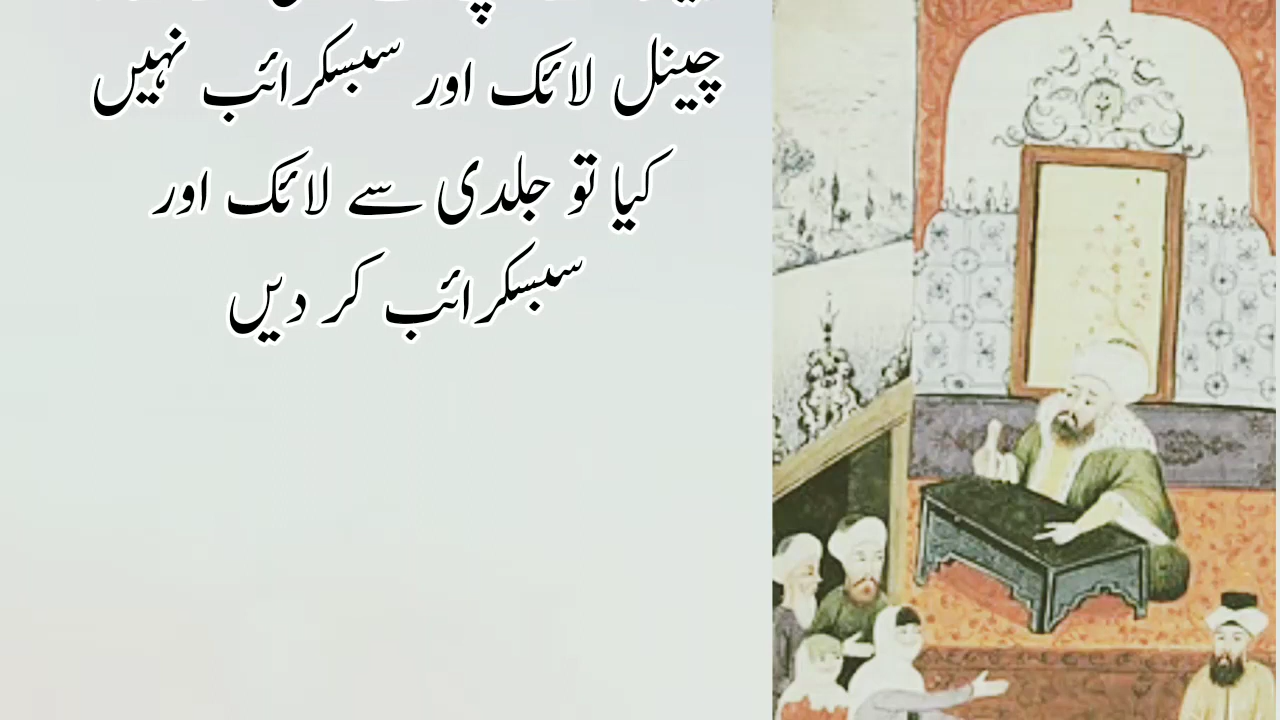 چینل لائک اور سبسکرائب نہیں
کیا تو جلدی سے لائک اور
سبسکرائب کر دیں